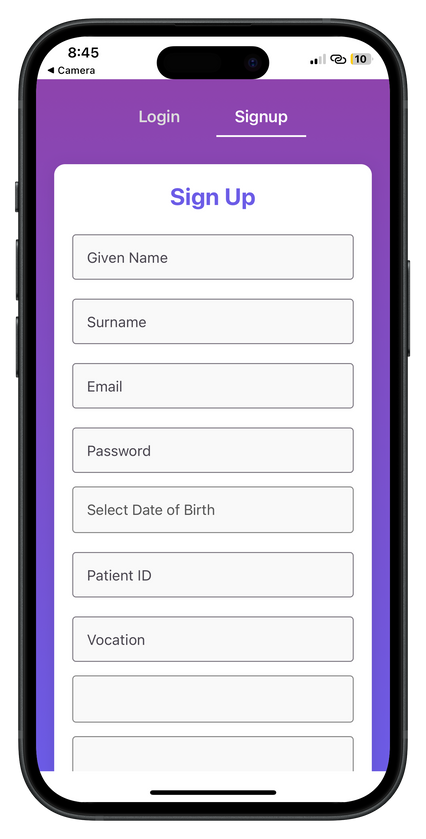 8:45
◀ Camera
10
Login Signup
Sign Up
Given Name
Surname
Email
Password
Select Date of Birth
Patient ID
Vocation